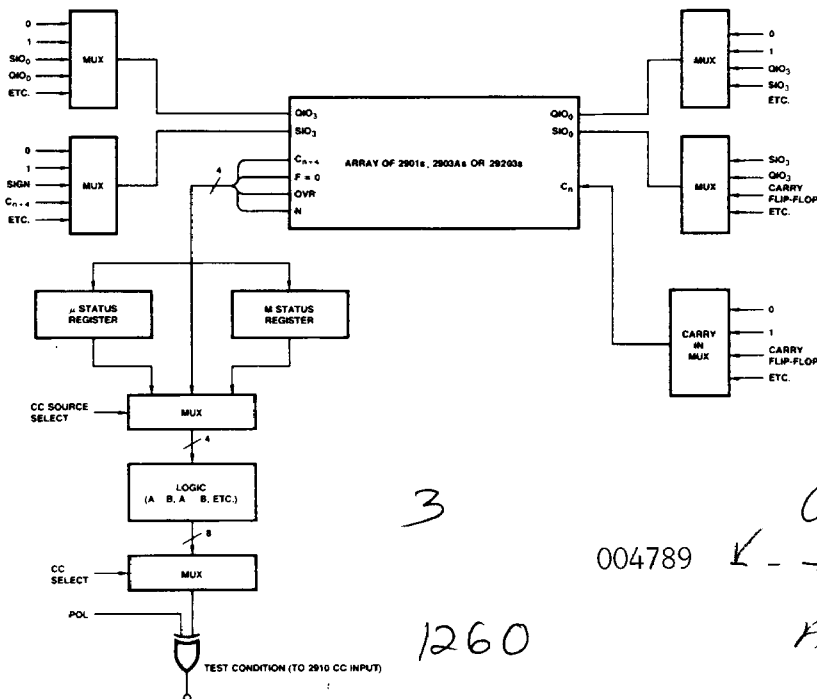 0
1
SIO₀
QIO₀
ETC.
MUX
0
1
SIGN
Cₙ₊₄
ETC.
MUX
QIO₃
SIO₃
Cₙ₊₄
F = 0
OVR
N
4
ARRAY OF 2901s, 2903As OR 29203s
QIO₀
SIO₀
Cₙ
MUX
0
1
QIO₃
SIO₃
ETC.
MUX
SIO₃
QIO₃
CARRY
FLIP-FLOP
ETC.
CARRY
IN
MUX
0
1
CARRY
FLIP-FLOP
ETC.
μ STATUS
REGISTER
M STATUS
REGISTER
CC SOURCE
SELECT
MUX
4
LOGIC
(A B, A B, ETC.)
8
CC
SELECT
MUX
POL
TEST CONDITION (TO 2910 CC INPUT)
3
004789
1260